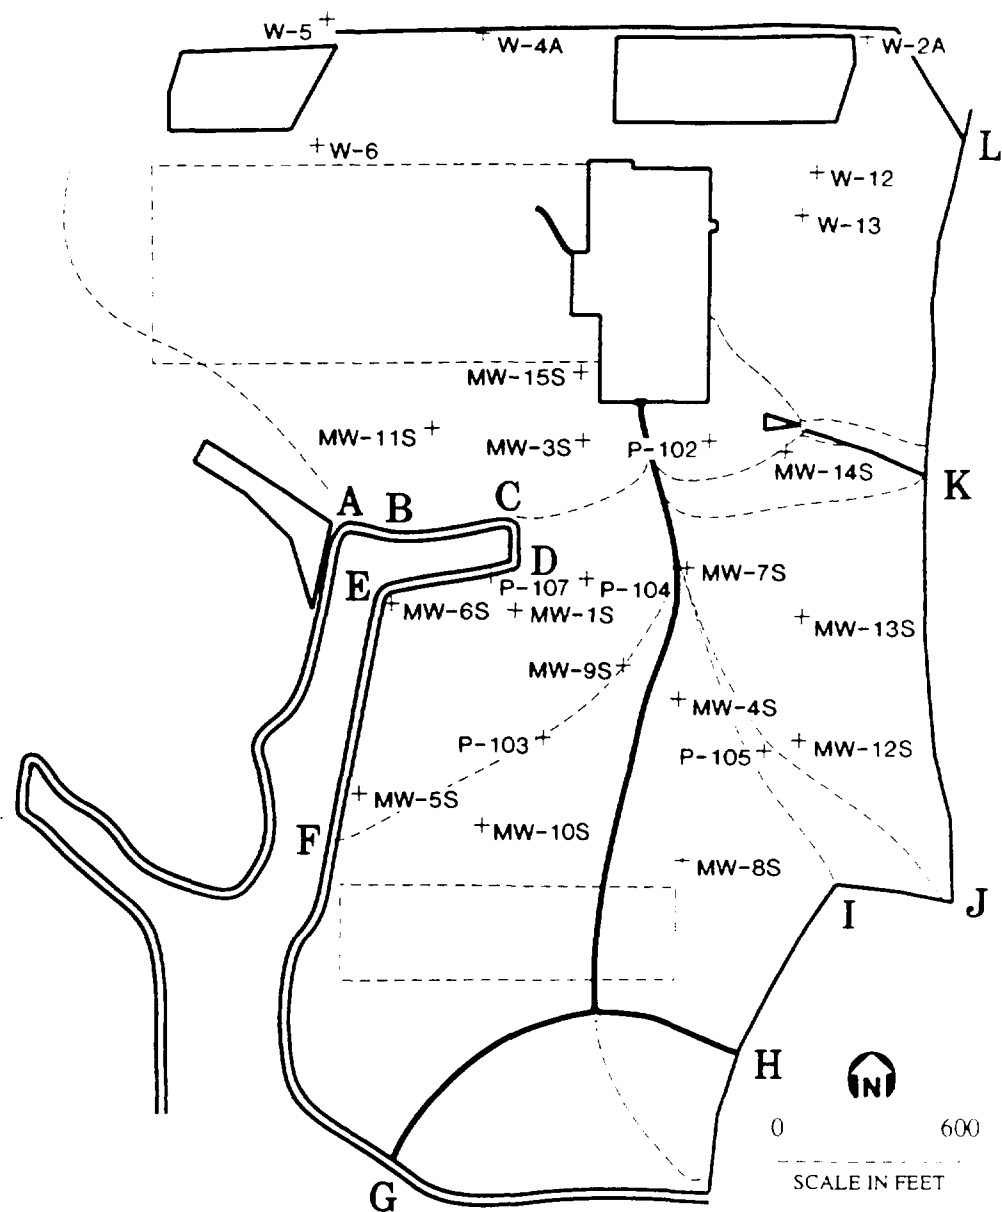 W-5
W-4A
W-2A
W-6
L
W-12
W-13
MW-15S
MW-11S
MW-3S
P-102
MW-14S
K
A
B
C
D
E
P-107
P-104
MW-7S
MW-6S
MW-1S
MW-13S
MW-9S
MW-4S
P-103
P-105
MW-12S
MW-5S
F
MW-10S
MW-8S
I
J
H
N
0 600
SCALE IN FEET
G